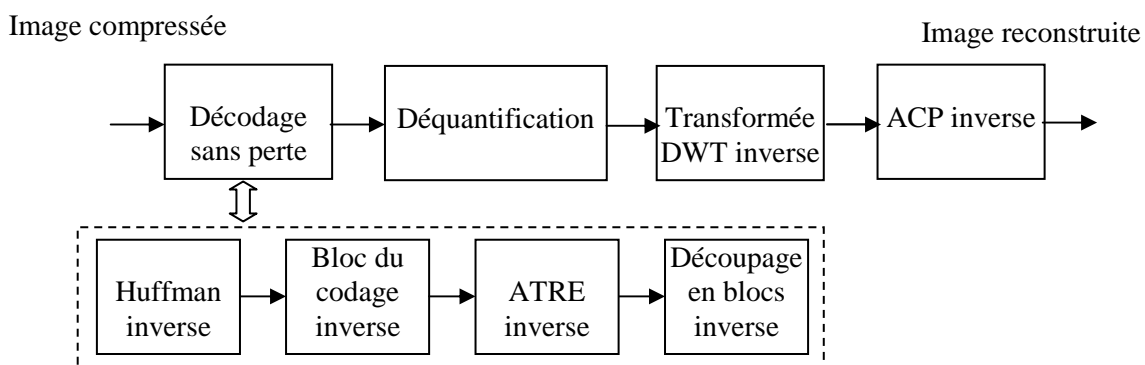 Image compressée
Image reconstruite
Décodage
sans perte
Déquantification
Transformée
DWT inverse
ACP inverse
Huffman
inverse
Bloc du
codage
inverse
ATRE
inverse
Découpage
en blocs
inverse